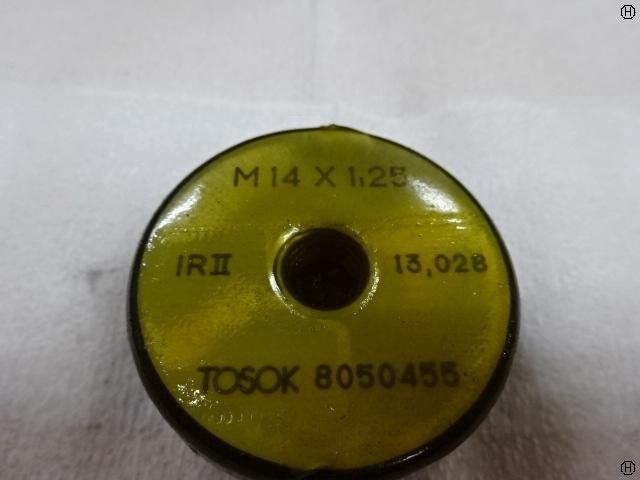 M14 X 1.25
IRII 13,028
TOSOK 8050455
H
H